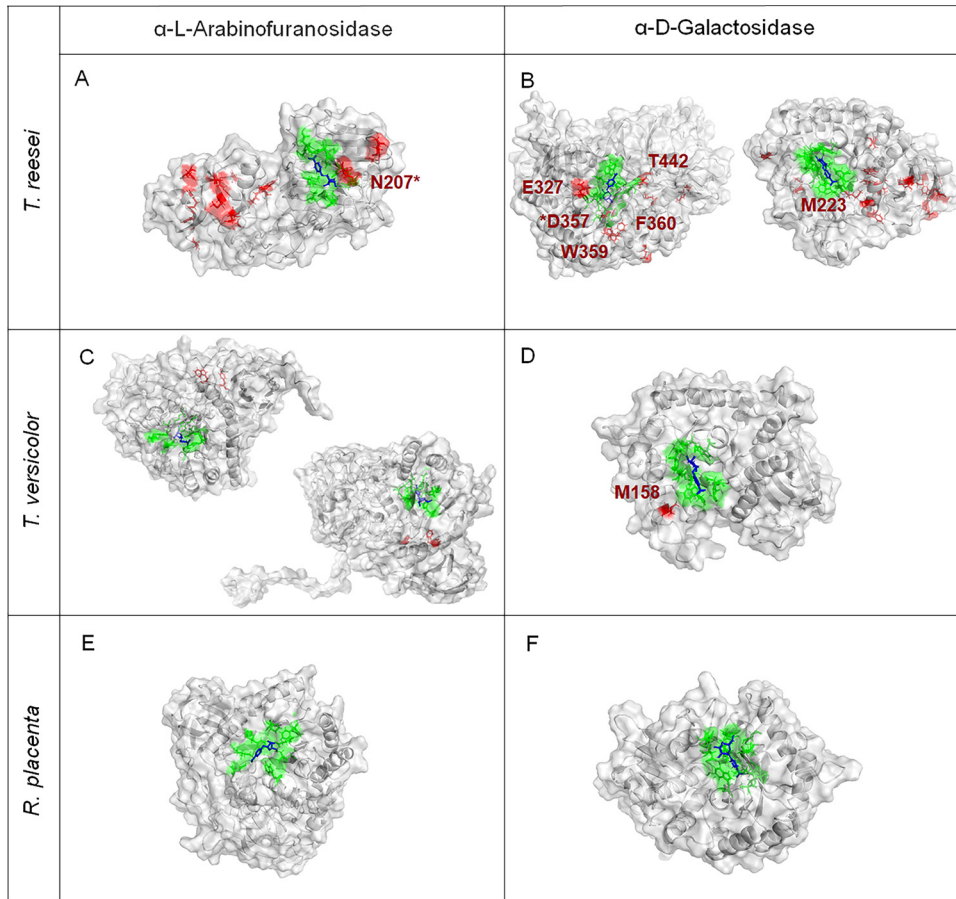 α-L-Arabinofuranosidase
α-D-Galactosidase
T. reesei
A
N207*
B
T442
E327
*D357
F360
W359
M223
T. versicolor
C
D
M158
R. placenta
E
F